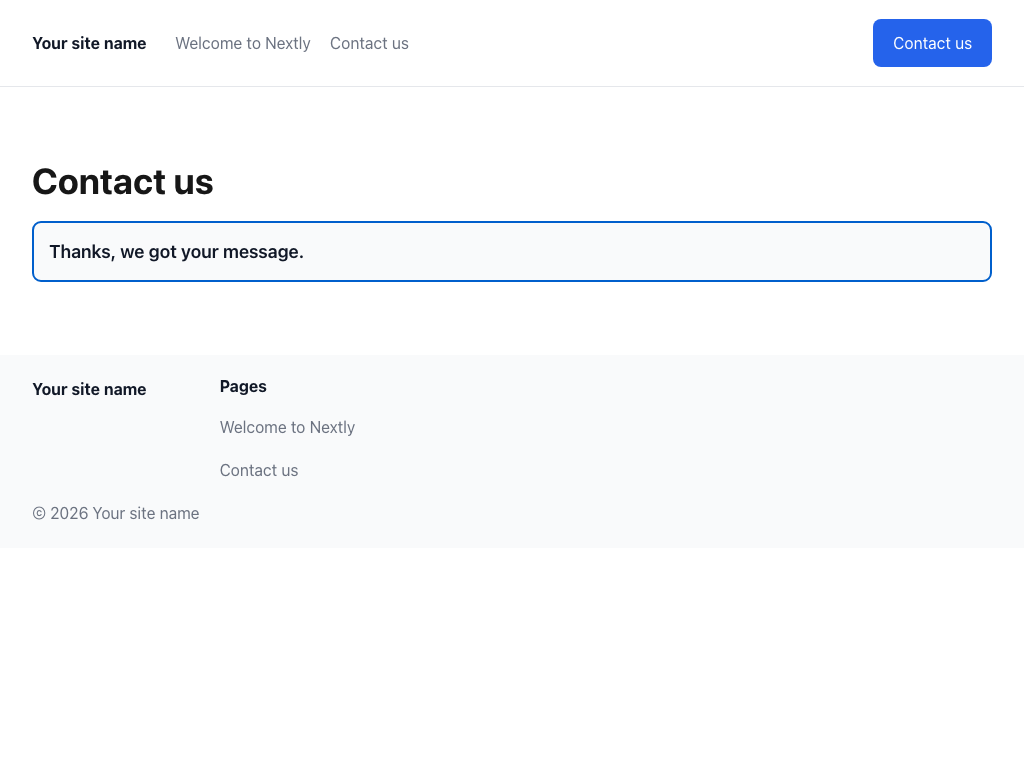 Your site name Welcome to Nextly Contact us Contact us
Contact us
Thanks, we got your message.
Your site name
Pages
Welcome to Nextly
Contact us
© 2026 Your site name